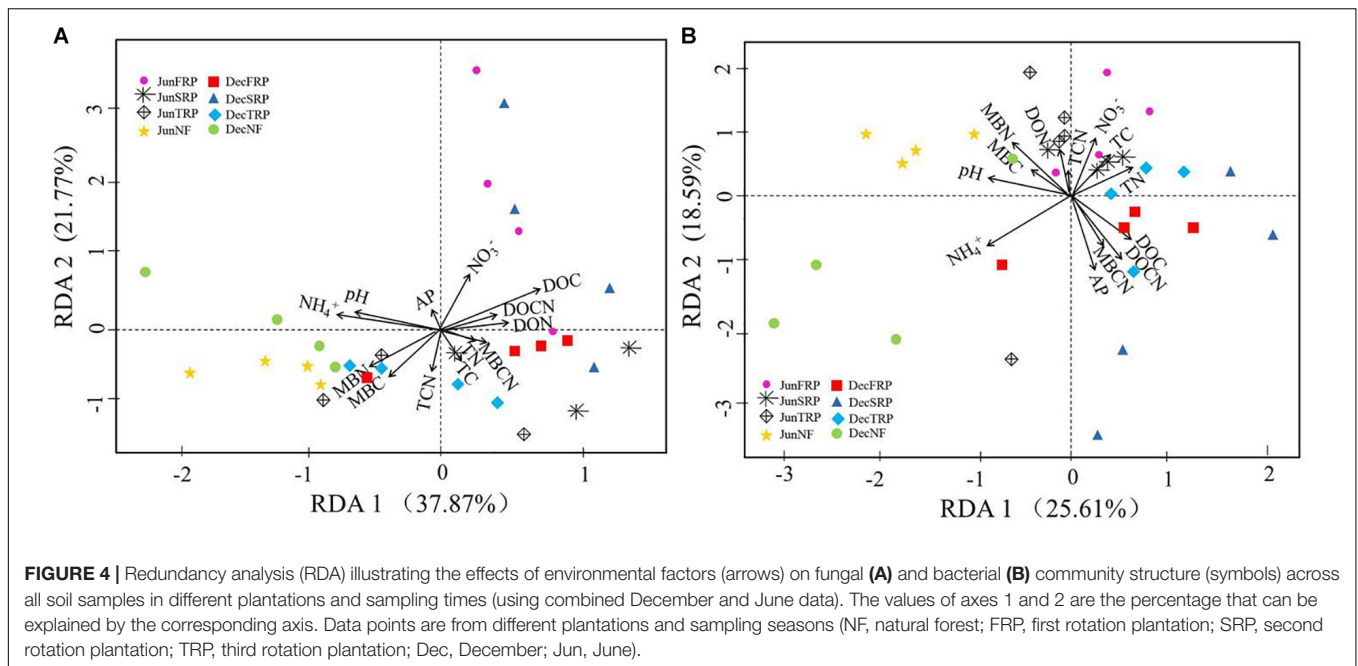 A
RDA 2 (21.77%)
3
2
1
0
-1
JunFRP
JunSRP
JunTRP
JunNF
DecFRP
DecSRP
DecTRP
DecNF
NO₃⁻
DOC
AP
DOCN
DON
pH
NH₄⁺
MBN
MBC
TCN
TN
TC
MBCN
-2
-1
0
1
RDA 1 （37.87%）
B
RDA 2 (18.59%)
2
1
0
-1
-2
-3
MBN
DON
TCN
NO₃⁻
TC
MBC
pH
TN
NH₄⁺
DOC
DOCN
MBCN
AP
JunFRP
JunSRP
JunTRP
JunNF
DecFRP
DecSRP
DecTRP
DecNF
-3
-2
-1
0
1
2
RDA 1 （25.61%）
FIGURE 4 | Redundancy analysis (RDA) illustrating the effects of environmental factors (arrows) on fungal (A) and bacterial (B) community structure (symbols) across
all soil samples in different plantations and sampling times (using combined December and June data). The values of axes 1 and 2 are the percentage that can be
explained by the corresponding axis. Data points are from different plantations and sampling seasons (NF, natural forest; FRP, first rotation plantation; SRP, second
rotation plantation; TRP, third rotation plantation; Dec, December; Jun, June).